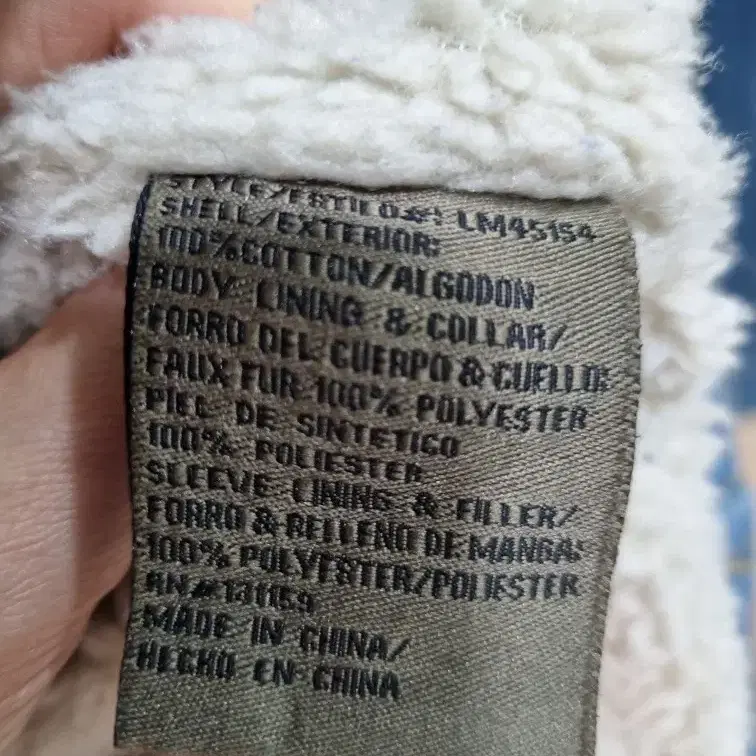 STYLE/ESTILO#: LM45154
SHELL/EXTERIOR:
100%COTTON/ALGODON
BODY LINING & COLLAR/
FORRO DEL CUERPO & CUELLO:
FAUX FUR 100% POLYESTER
PIEL DE SINTETICO
100% POLIESTER
SLEEVE LINING & FILLER/
FORRO & RELLENO DE MANGA:
100% POLYESTER/POLIESTER
RN#141169
MADE IN CHINA/
HECHO EN CHINA